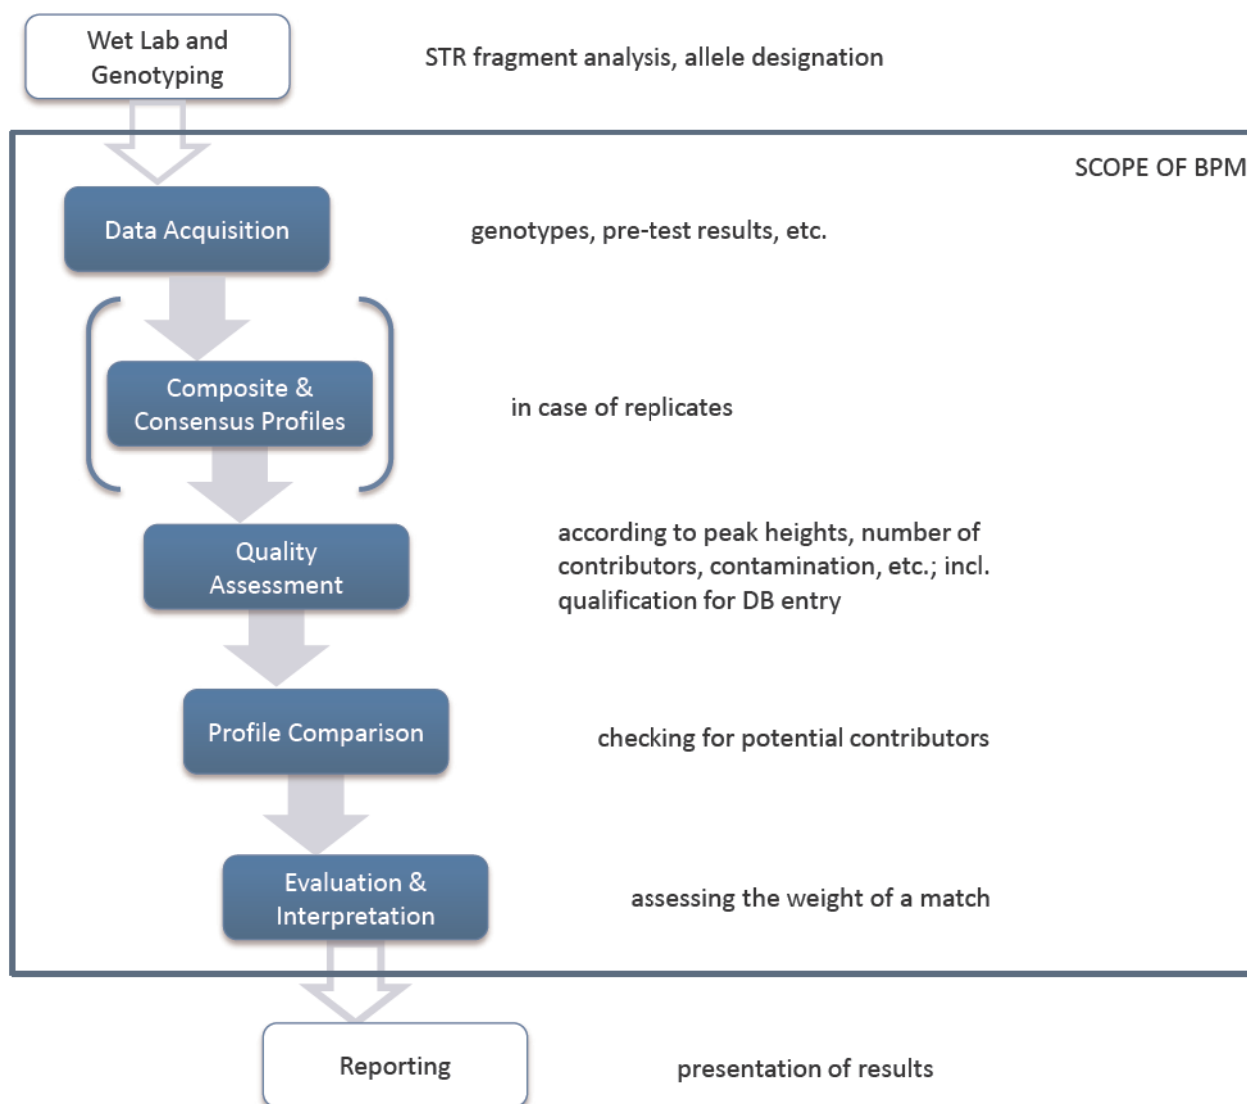 Wet Lab and
Genotyping
STR fragment analysis, allele designation
SCOPE OF BPM
Data Acquisition
genotypes, pre-test results, etc.
Composite &
Consensus Profiles
in case of replicates
Quality
Assessment
according to peak heights, number of
contributors, contamination, etc.; incl.
qualification for DB entry
Profile Comparison
checking for potential contributors
Evaluation &
Interpretation
assessing the weight of a match
Reporting
presentation of results